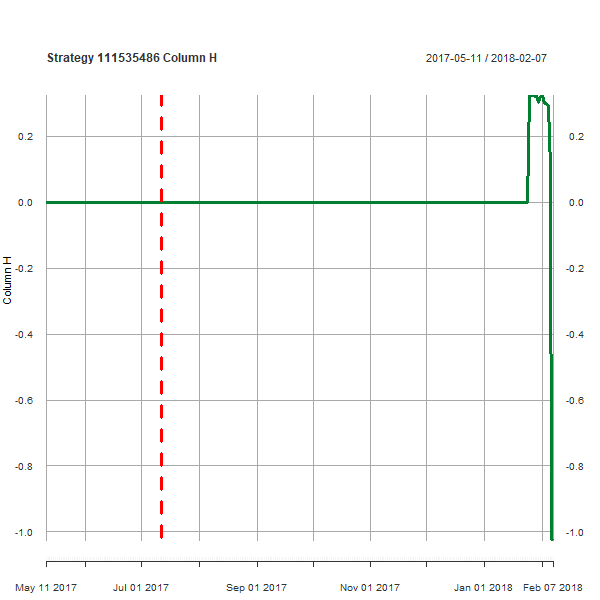 Strategy 111535486 Column H
2017-05-11 / 2018-02-07
0.2
0.2
0.0
0.0
-0.2
-0.2
-0.4
-0.4
-0.6
-0.6
-0.8
-0.8
-1.0
-1.0
Column H
May 11 2017
Jul 01 2017
Sep 01 2017
Nov 01 2017
Jan 01 2018
Feb 07 2018